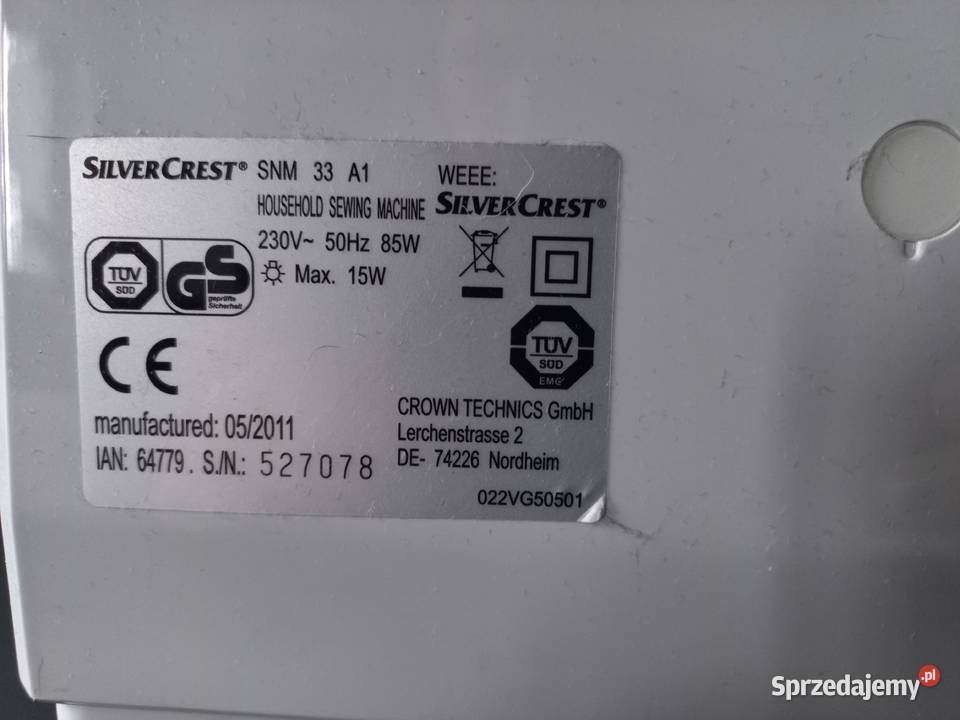 SILVERCREST® SNM 33 A1
HOUSEHOLD SEWING MACHINE
230V~ 50Hz 85W
Max. 15W
WEEE:
SILVERCREST®
TÜV
SÜD
GS
geprüfte
Sicherheit
CE
TÜV
SÜD
EMC
manufactured: 05/2011
IAN: 64779. S./N.: 527078
CROWN TECHNICS GmbH
Lerchenstrasse 2
DE- 74226 Nordheim
022VG50501
Sprzedajemy.pl